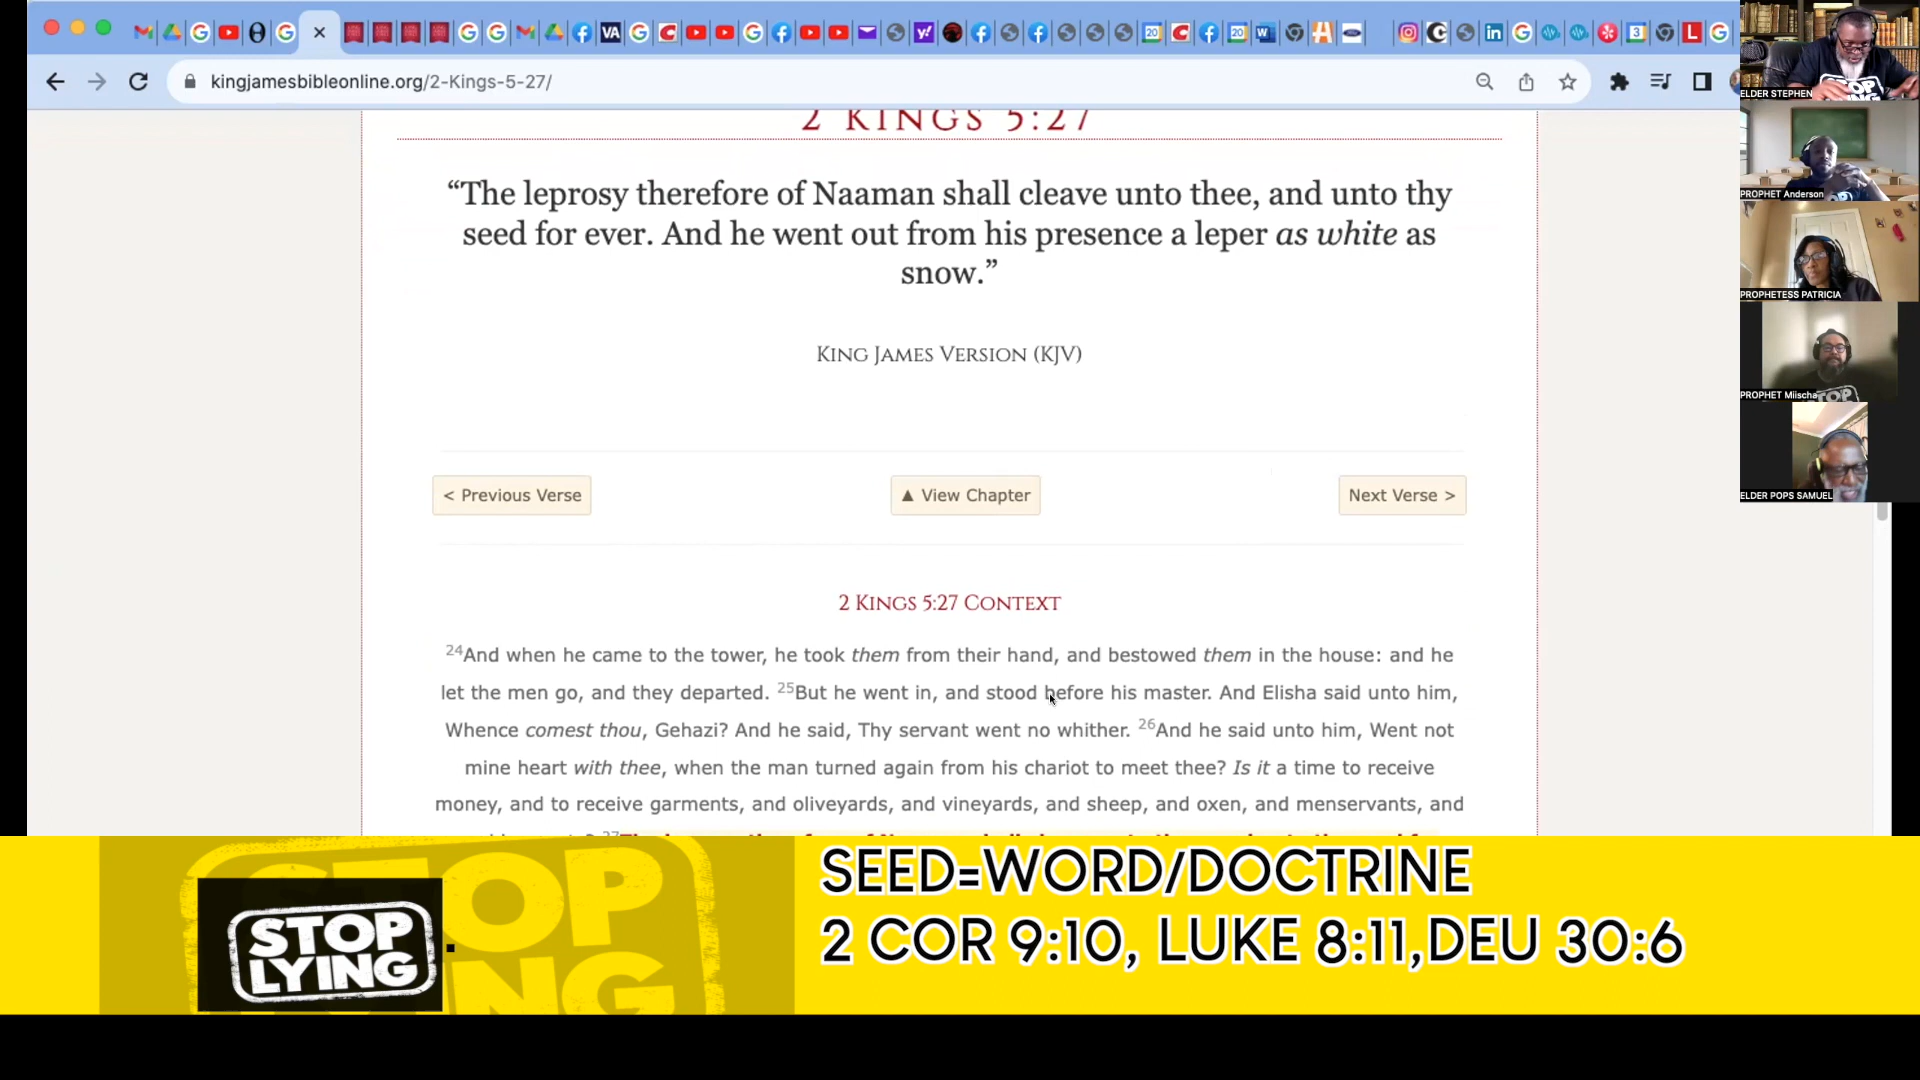 kingjamesbibleonline.org/2-Kings-5-27/
2 KINGS 5:27
“The leprosy therefore of Naaman shall cleave unto thee, and unto thy
seed for ever. And he went out from his presence a leper as white as
snow.”
KING JAMES VERSION (KJV)
< Previous Verse
▲ View Chapter
Next Verse >
2 KINGS 5:27 CONTEXT
24And when he came to the tower, he took them from their hand, and bestowed them in the house: and he
let the men go, and they departed. 25But he went in, and stood before his master. And Elisha said unto him,
Whence comest thou, Gehazi? And he said, Thy servant went no whither. 26And he said unto him, Went not
mine heart with thee, when the man turned again from his chariot to meet thee? Is it a time to receive
money, and to receive garments, and oliveyards, and vineyards, and sheep, and oxen, and menservants, and
ELDER STEPHEN
PROPHET Anderson
PROPHETESS PATRICIA
PROPHET Miischa
ELDER POPS SAMUEL
STOP
LYING
SEED=WORD/DOCTRINE
2 COR 9:10, LUKE 8:11,DEU 30:6